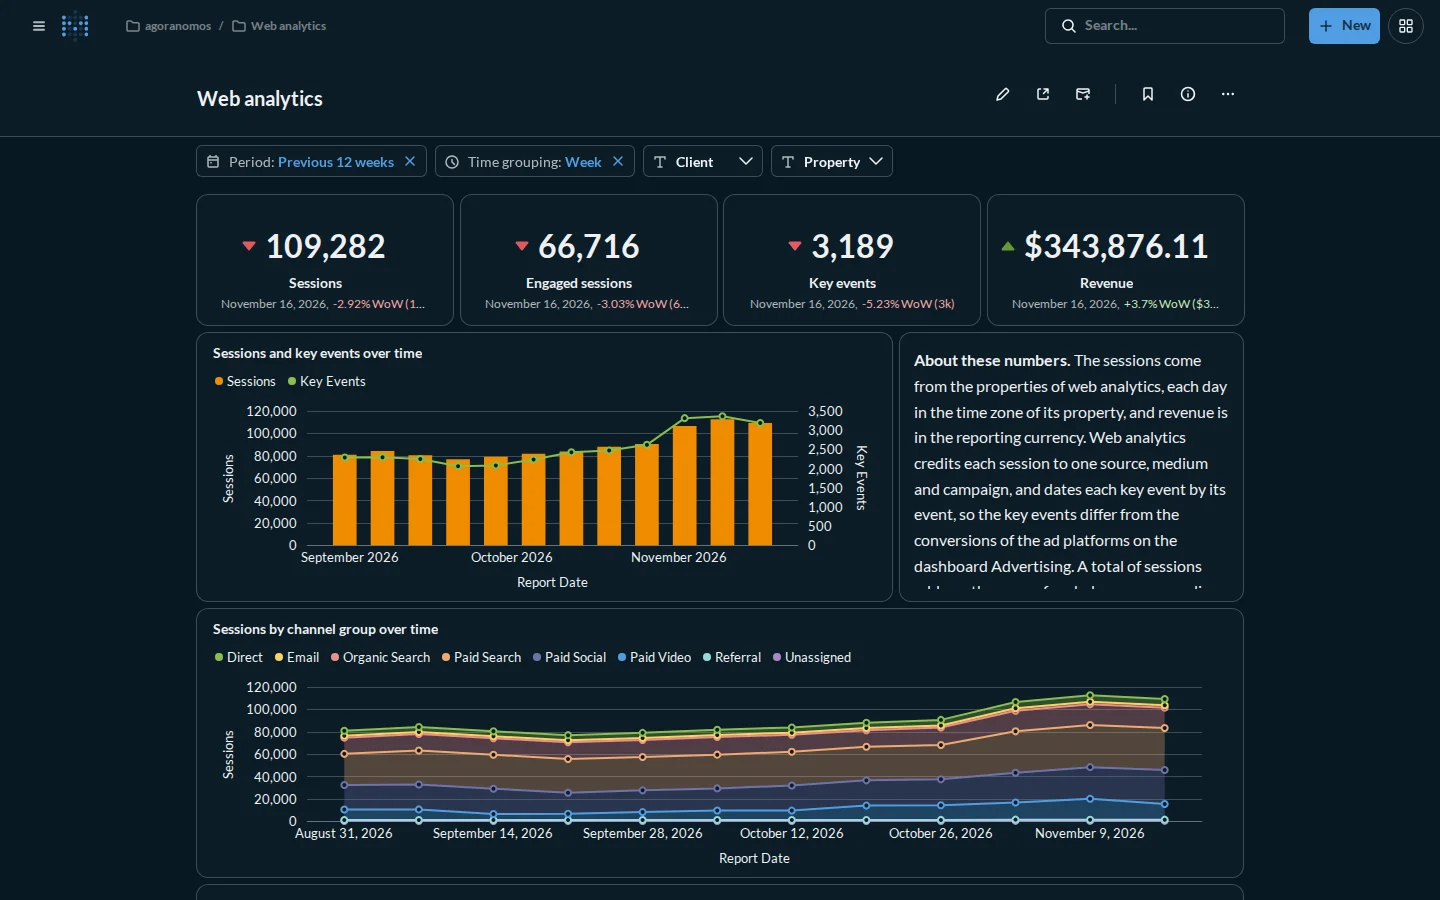 agoranomos / Web analytics
Search...
New
Web analytics
Period: Previous 12 weeks
Time grouping: Week
Client
Property
109,282
Sessions
November 16, 2026, -2.92% WoW (1...
66,716
Engaged sessions
November 16, 2026, -3.03% WoW (6...
3,189
Key events
November 16, 2026, -5.23% WoW (3k)
$343,876.11
Revenue
November 16, 2026, +3.7% WoW ($3...
Sessions and key events over time
Sessions Key Events
120,000
100,000
80,000
60,000
40,000
20,000
0
Sessions
3,500
3,000
2,500
2,000
1,500
1,000
500
0
Key Events
September 2026 October 2026 November 2026
Report Date
About these numbers. The sessions come
from the properties of web analytics, each day
in the time zone of its property, and revenue is
in the reporting currency. Web analytics
credits each session to one source, medium
and campaign, and dates each key event by its
event, so the key events differ from the
conversions of the ad platforms on the
dashboard Advertising. A total of sessions
Sessions by channel group over time
Direct Email Organic Search Paid Search Paid Social Paid Video Referral Unassigned
120,000
100,000
80,000
60,000
40,000
20,000
0
Sessions
August 31, 2026 September 14, 2026 September 28, 2026 October 12, 2026 October 26, 2026 November 9, 2026
Report Date